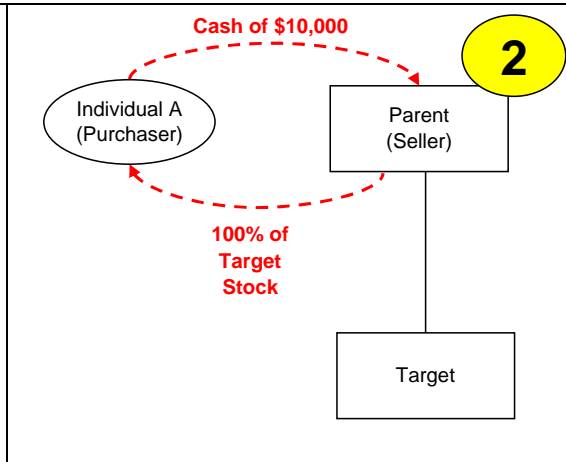 Cash of $10,000
2
Individual A
(Purchaser)
Parent
(Seller)
100% of
Target
Stock
Target